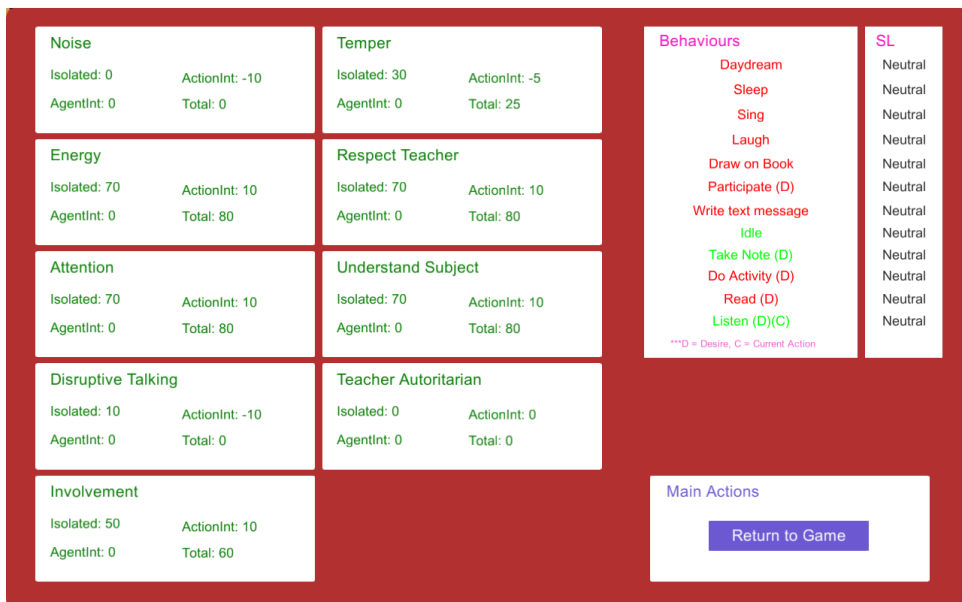 Noise
Isolated: 0 ActionInt: -10
AgentInt: 0 Total: 0
Temper
Isolated: 30 ActionInt: -5
AgentInt: 0 Total: 25
Energy
Isolated: 70 ActionInt: 10
AgentInt: 0 Total: 80
Respect Teacher
Isolated: 70 ActionInt: 10
AgentInt: 0 Total: 80
Attention
Isolated: 70 ActionInt: 10
AgentInt: 0 Total: 80
Understand Subject
Isolated: 70 ActionInt: 10
AgentInt: 0 Total: 80
Disruptive Talking
Isolated: 10 ActionInt: -10
AgentInt: 0 Total: 0
Teacher Autoritarian
Isolated: 0 ActionInt: 0
AgentInt: 0 Total: 0
Involvement
Isolated: 50 ActionInt: 10
AgentInt: 0 Total: 60
Behaviours SL
Daydream Neutral
Sleep Neutral
Sing Neutral
Laugh Neutral
Draw on Book Neutral
Participate (D) Neutral
Write text message Neutral
Idle Neutral
Take Note (D) Neutral
Do Activity (D) Neutral
Read (D) Neutral
Listen (D)(C) Neutral
***D = Desire, C = Current Action
Main Actions
Return to Game